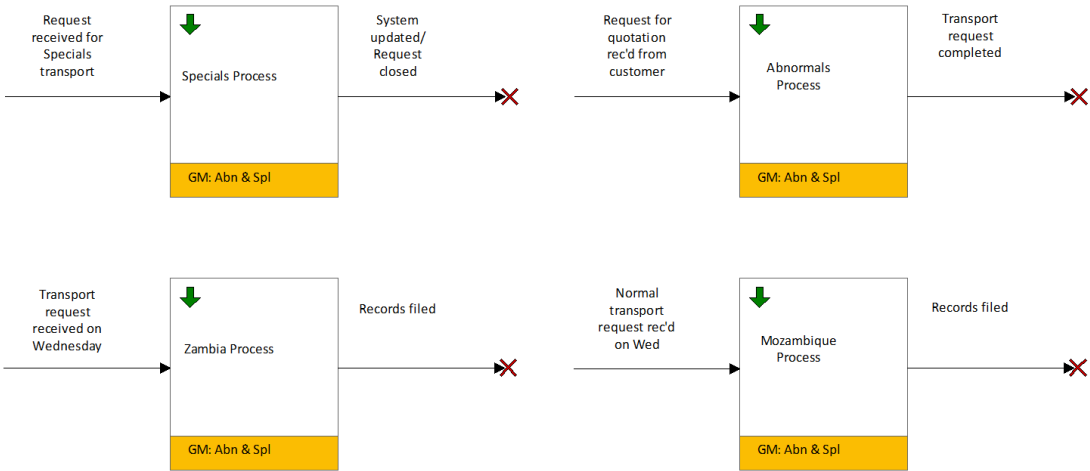 Request
received for
Specials
transport
Specials Process
GM: Abn & Spl
System
updated/
Request
closed
Request for
quotation
rec'd from
customer
Abnormals
Process
GM: Abn & Spl
Transport
request
completed
Transport
request
received on
Wednesday
Zambia Process
GM: Abn & Spl
Records filed
Normal
transport
request rec'd
on Wed
Mozambique
Process
GM: Abn & Spl
Records filed